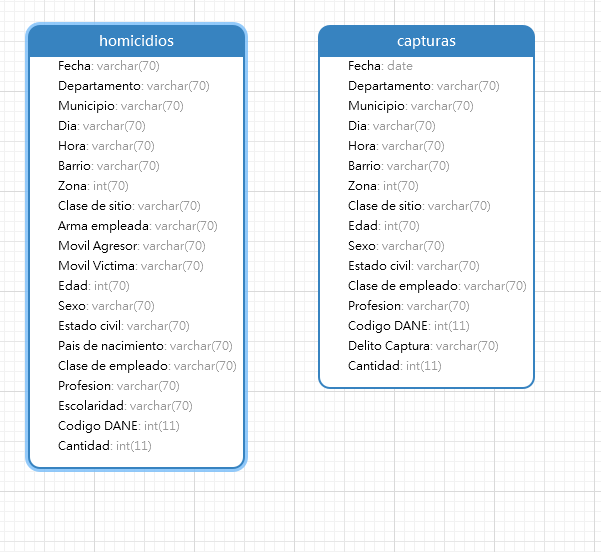 homicidios
Fecha: varchar(70)
Departamento: varchar(70)
Municipio: varchar(70)
Dia: varchar(70)
Hora: varchar(70)
Barrio: varchar(70)
Zona: int(70)
Clase de sitio: varchar(70)
Arma empleada: varchar(70)
Movil Agresor: varchar(70)
Movil Victima: varchar(70)
Edad: int(70)
Sexo: varchar(70)
Estado civil: varchar(70)
Pais de nacimiento: varchar(70)
Clase de empleado: varchar(70)
Profesion: varchar(70)
Escolaridad: varchar(70)
Codigo DANE: int(11)
Cantidad: int(11)
capturas
Fecha: date
Departamento: varchar(70)
Municipio: varchar(70)
Dia: varchar(70)
Hora: varchar(70)
Barrio: varchar(70)
Zona: int(70)
Clase de sitio: varchar(70)
Edad: int(70)
Sexo: varchar(70)
Estado civil: varchar(70)
Clase de empleado: varchar(70)
Profesion: varchar(70)
Codigo DANE: int(11)
Delito Captura: varchar(70)
Cantidad: int(11)